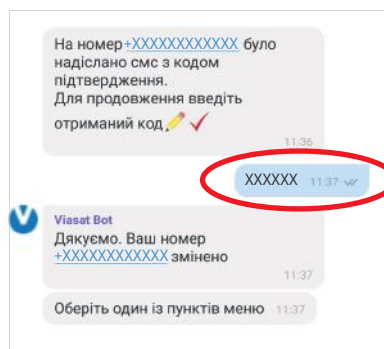 На номер +XXXXXXXXXXXX було
надіслано смс з кодом
підтвердження.
Для продовження введіть
отриманий код
11:36
XXXXXX 11:37
Viasat Bot
Дякуємо. Ваш номер
+XXXXXXXXXXXX змінено
11:37
Оберіть один із пунктів меню 11:37